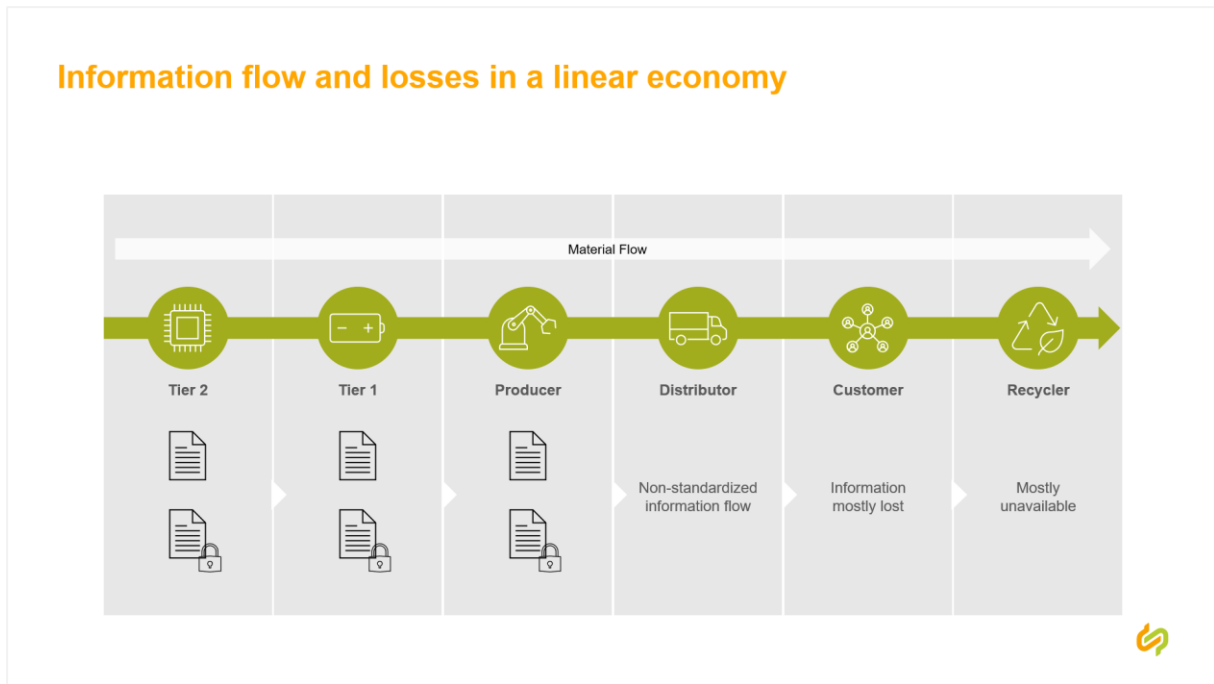 Information flow and losses in a linear economy
Material Flow
Tier 2
Tier 1
Producer
Distributor
Customer
Recycler
Non-standardized
information flow
Information
mostly lost
Mostly
unavailable